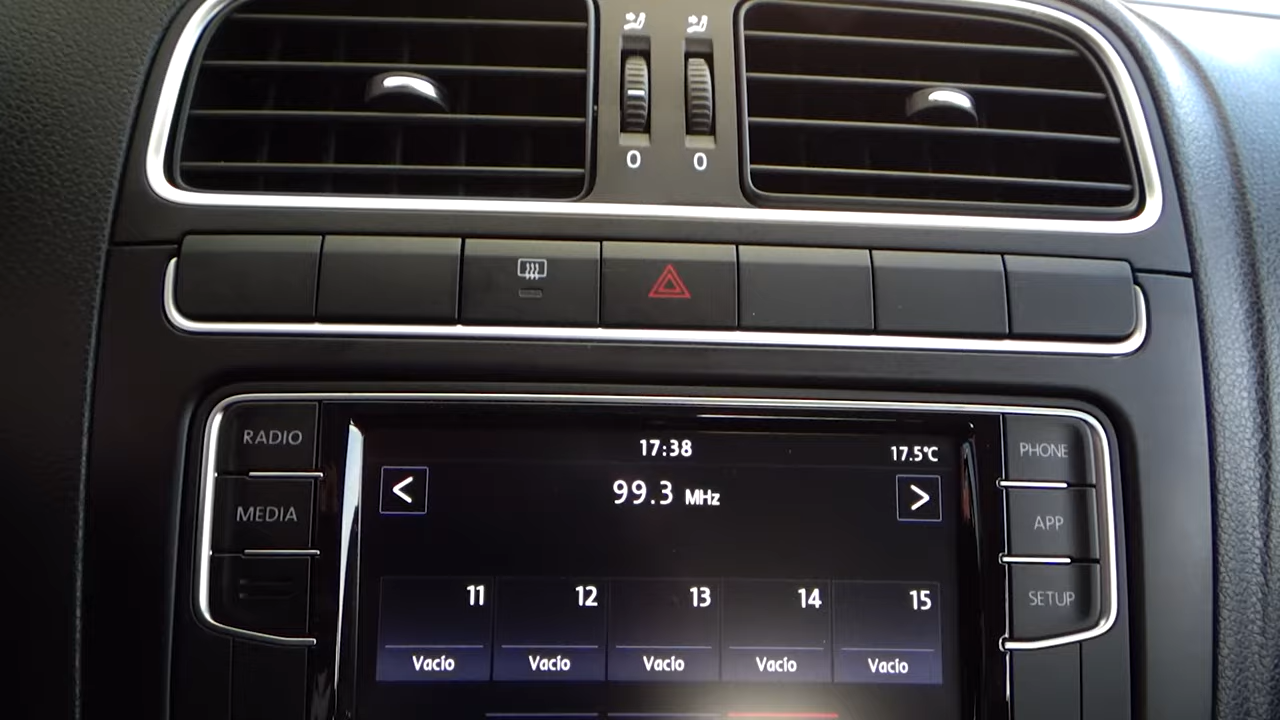 0 0
RADIO
MEDIA
17:38
17.5°C
< 99.3 MHz >
11 12 13 14 15
Vacío Vacío Vacío Vacío Vacío
PHONE
APP
SETUP